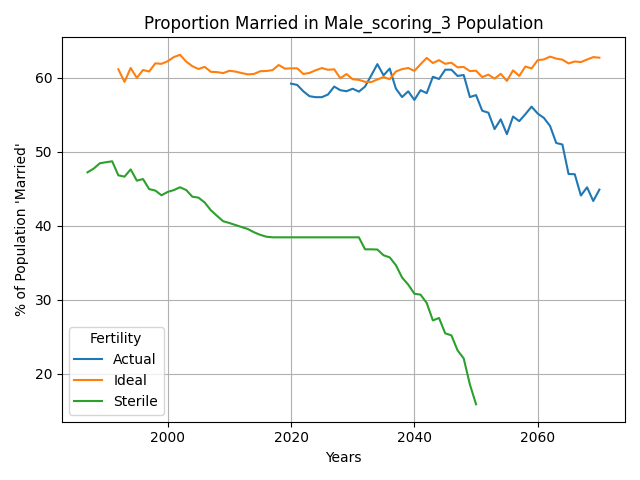 Proportion Married in Male_scoring_3 Population
% of Population 'Married'
60
50
40
30
20
Fertility
Actual
Ideal
Sterile
2000 2020 2040 2060
Years